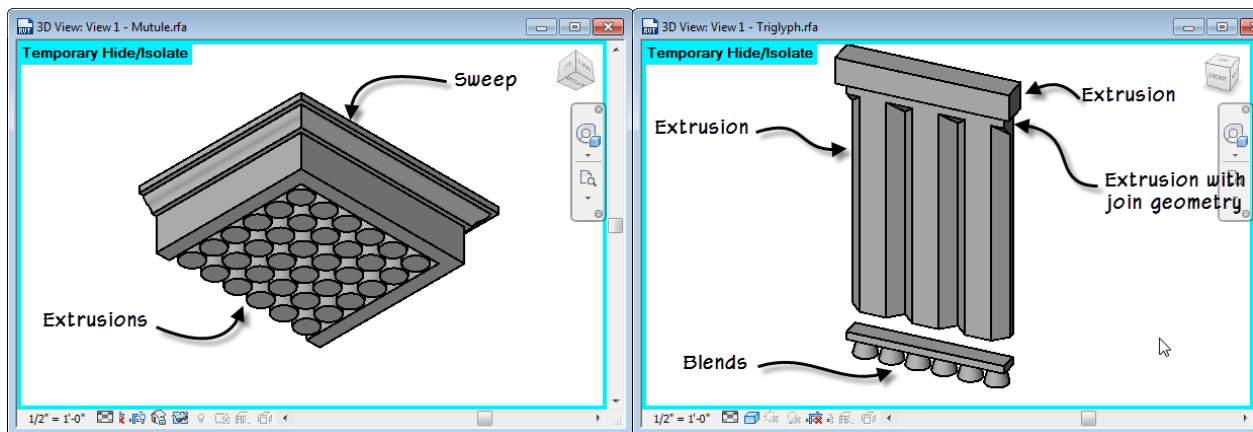 3D View: View 1 - Mutule.rfa
Temporary Hide/Isolate
Sweep
Extrusions
1/2" = 1'-0"
3D View: View 1 - Triglyph.rfa
Temporary Hide/Isolate
Extrusion
Extrusion
Extrusion with
join geometry
Blends
1/2" = 1'-0"